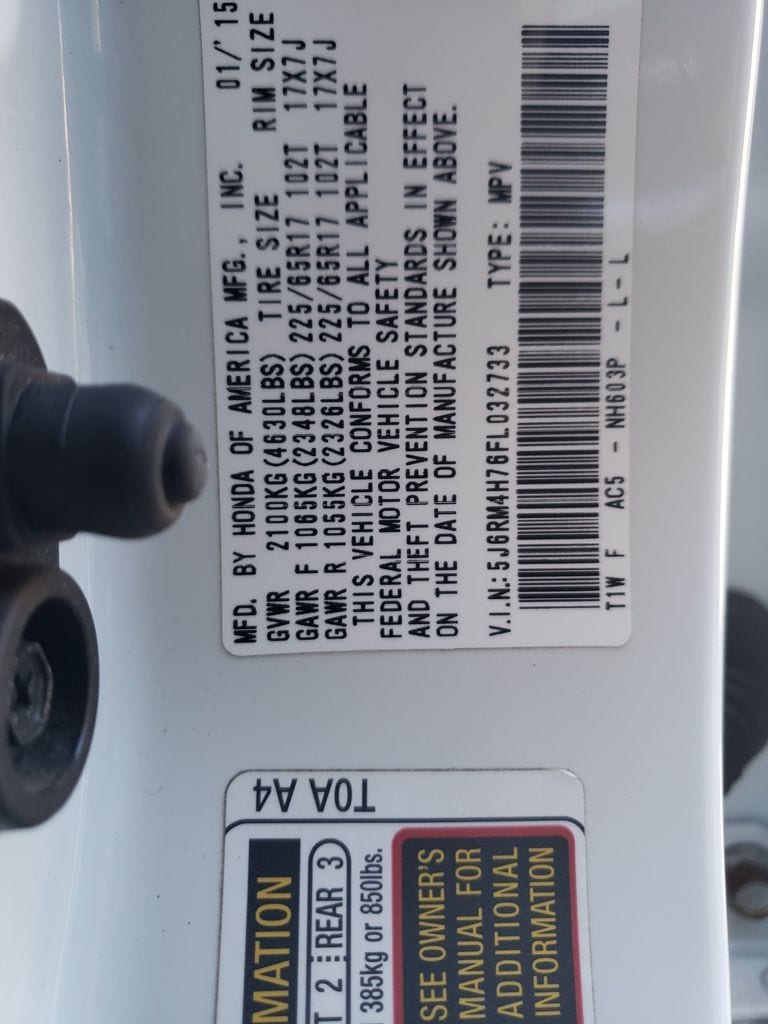 MFD. BY HONDA OF AMERICA MFG., INC. 01/'15
GVWR 2100KG(4630LBS) TIRE SIZE RIM SIZE
GAWR F 1065KG(2348LBS) 225/65R17 102T 17X7J
GAWR R 1055KG(2326LBS) 225/65R17 102T 17X7J
THIS VEHICLE CONFORMS TO ALL APPLICABLE
FEDERAL MOTOR VEHICLE SAFETY
AND THEFT PREVENTION STANDARDS IN EFFECT
ON THE DATE OF MANUFACTURE SHOWN ABOVE.
V.I.N.: 5J6RM4H76FL032733 TYPE: MPV
T1W F AC5 - NH603P - L - L
T0A A4
MATION
T 2 REAR 3
385kg or 850lbs.
SEE OWNER'S
MANUAL FOR
ADDITIONAL
INFORMATION